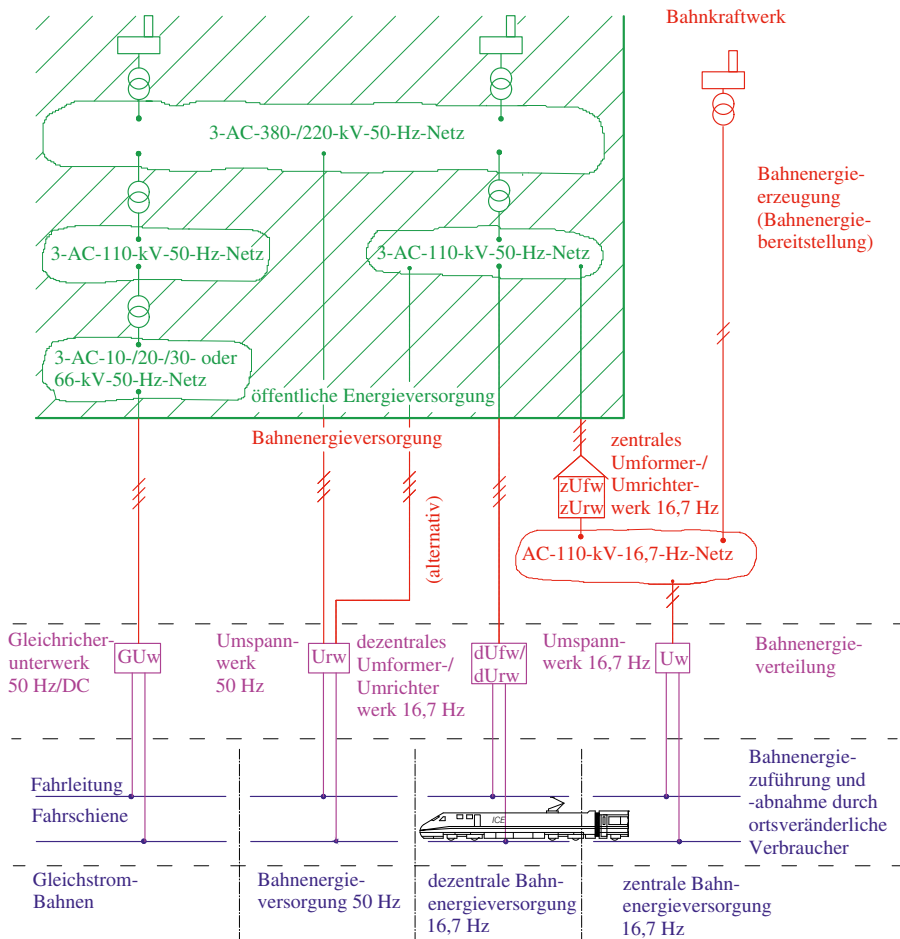 Bahnkraftwerk
3-AC-380-/220-kV-50-Hz-Netz
Bahnenergie-
erzeugung
(Bahnenergie-
bereitstellung)
3-AC-110-kV-50-Hz-Netz
3-AC-110-kV-50-Hz-Netz
3-AC-10-/20-/30- oder
66-kV-50-Hz-Netz
öffentliche Energieversorgung
Bahnenergieversorgung
zentrales
Umformer-/
Umrichter-
werk 16,7 Hz
zUfw
zUrw
(alternativ)
AC-110-kV-16,7-Hz-Netz
Gleichricher-
unterwerk
50 Hz/DC
GUw
Umspann-
werk
50 Hz
Urw
dezentrales
Umformer-/
Umrichter
werk 16,7 Hz
dUfw/
dUrw
Umspann-
werk 16,7 Hz
Uw
Bahnenergie-
verteilung
Fahrleitung
Fahrschiene
ICE
Bahnenergie-
zuführung und
-abnahme durch
ortsveränderliche
Verbraucher
Gleichstrom-
Bahnen
Bahnenergie-
versorgung 50 Hz
dezentrale Bahn-
energieversorgung
16,7 Hz
zentrale Bahn-
energieversorgung
16,7 Hz